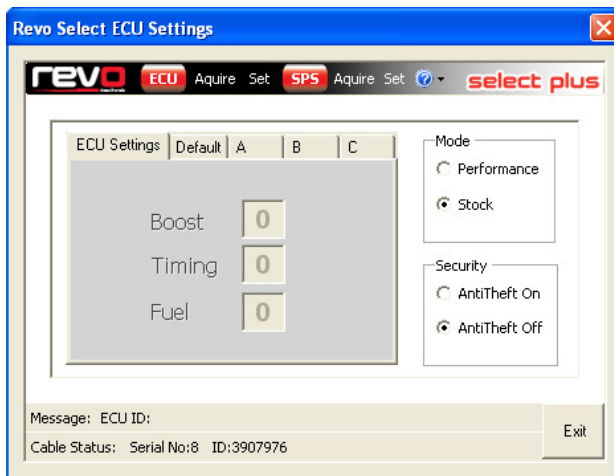 Revo Select ECU Settings
revo ECU Aquire Set SPS Aquire Set ? select plus
ECU Settings Default A B C
Boost 0
Timing 0
Fuel 0
Mode
Performance
Stock
Security
AntiTheft On
AntiTheft Off
Message: ECU ID:
Cable Status: Serial No:8 ID:3907976
Exit